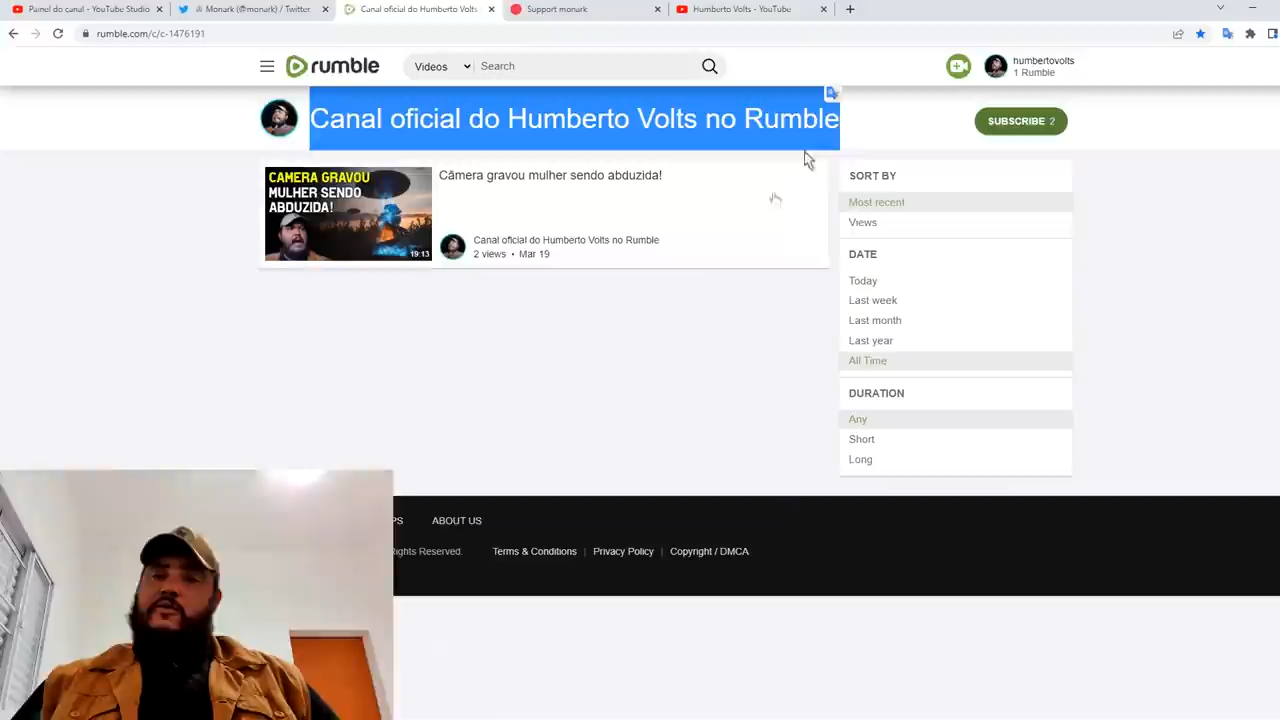 Painel do canal - YouTube Studio
Monark (@monark) / Twitter
Canal oficial do Humberto Volts
Support monark
Humberto Volts - YouTube
rumble.com/c/c-1476191
rumble
Videos
Search
humbertovolts
1 Rumble
Canal oficial do Humberto Volts no Rumble
SUBSCRIBE 2
CAMERA GRAVOU
MULHER SENDO
ABDUZIDA!
19:13
Câmera gravou mulher sendo abduzida!
Canal oficial do Humberto Volts no Rumble
2 views • Mar 19
SORT BY
Most recent
Views
DATE
Today
Last week
Last month
Last year
All Time
DURATION
Any
Short
Long
PS
ABOUT US
Rights Reserved.
Terms & Conditions | Privacy Policy | Copyright / DMCA